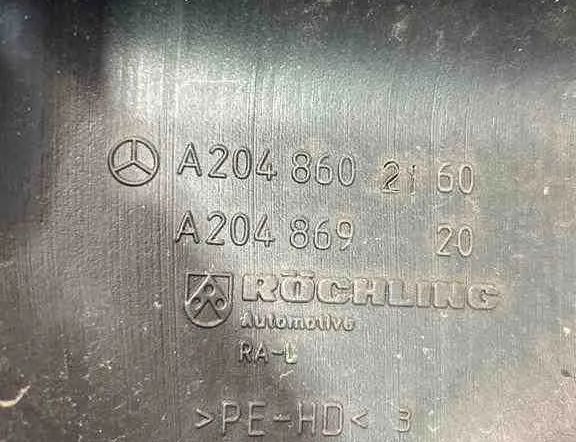 A204 860 21 60
A204 869 20
RÖCHLING
Automotive
RA-L
>PE-HD< 3